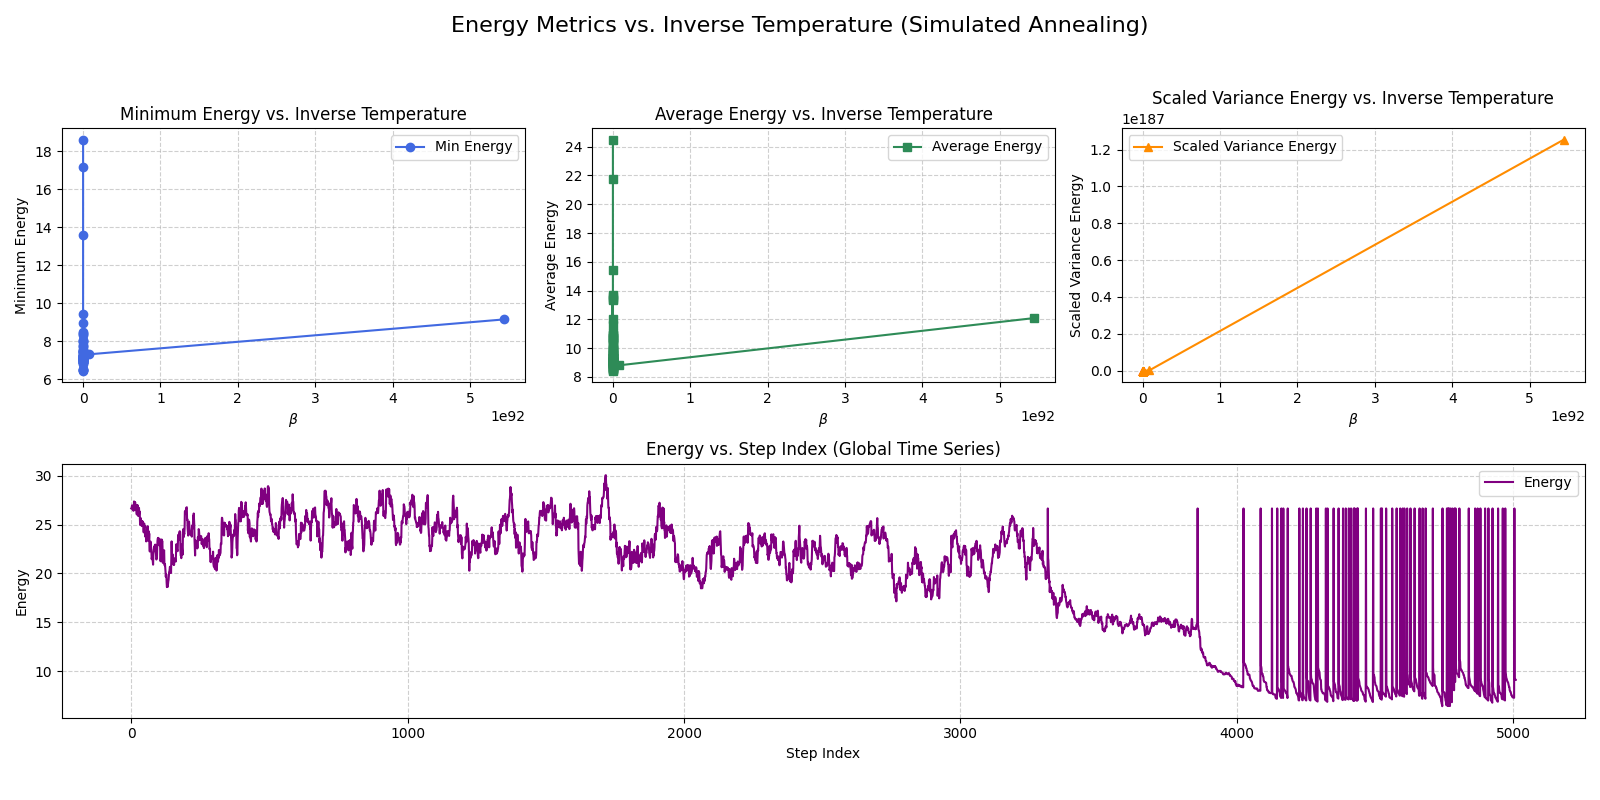 Energy Metrics vs. Inverse Temperature (Simulated Annealing)
Minimum Energy vs. Inverse Temperature
Minimum Energy
18
16
14
12
10
8
6
Min Energy
0 1 2 3 4 5
1e92
β
Average Energy vs. Inverse Temperature
Average Energy
24
22
20
18
16
14
12
10
8
Average Energy
0 1 2 3 4 5
1e92
β
Scaled Variance Energy vs. Inverse Temperature
1e187
Scaled Variance Energy
1.2
1.0
0.8
0.6
0.4
0.2
0.0
Scaled Variance Energy
0 1 2 3 4 5
1e92
β
Energy vs. Step Index (Global Time Series)
Energy
30
25
20
15
10
Energy
0 1000 2000 3000 4000 5000
Step Index